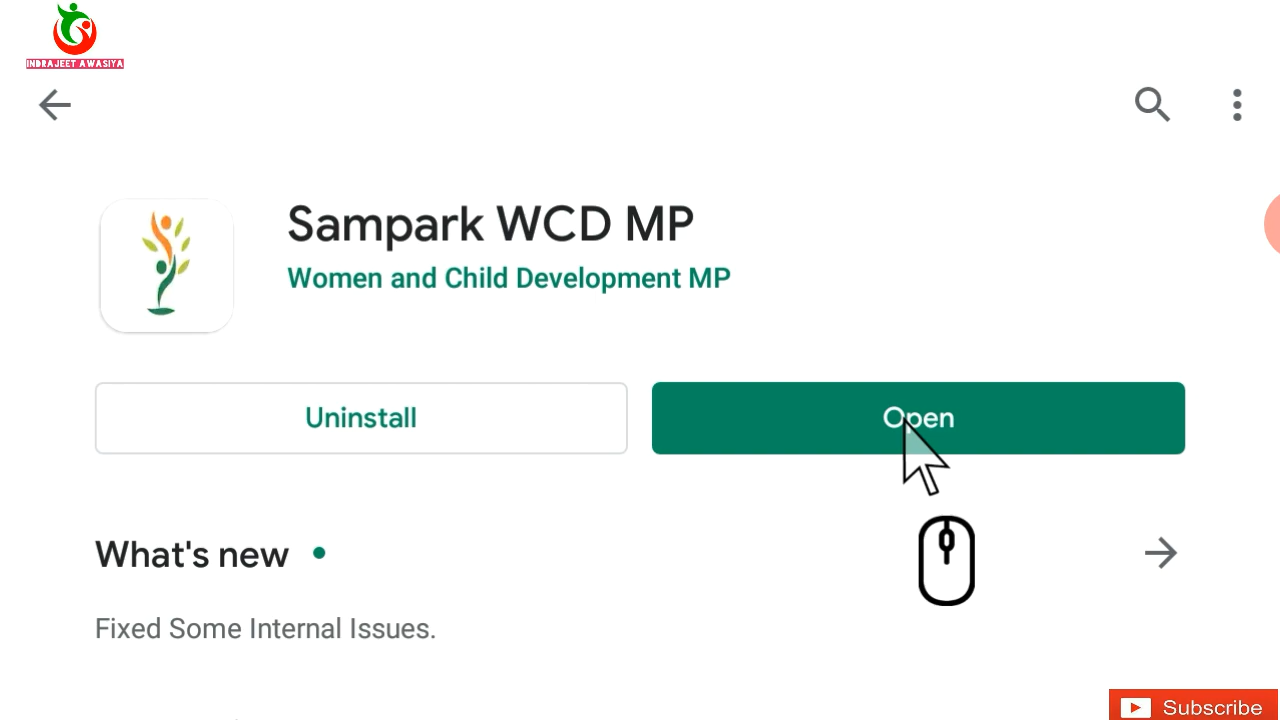 INDRAJEET AWASIYA
Sampark WCD MP
Women and Child Development MP
Uninstall
Open
What's new
Fixed Some Internal Issues.
Subscribe